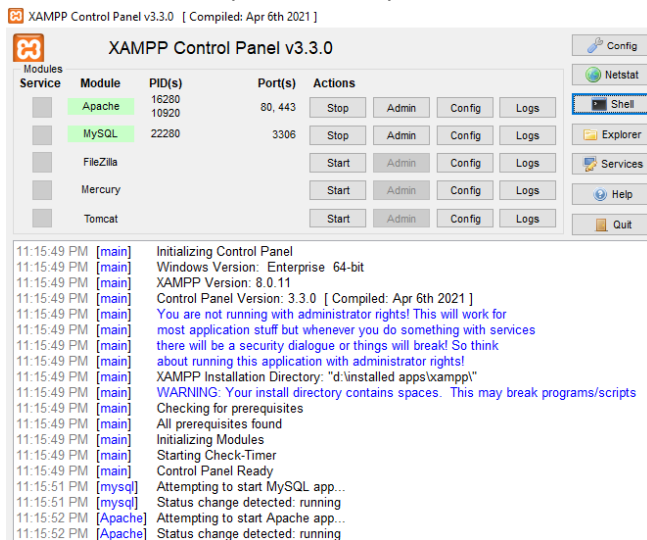 XAMPP Control Panel v3.3.0 [ Compiled: Apr 6th 2021 ]
XAMPP Control Panel v3.3.0
Config
Modules
Service Module PID(s) Port(s) Actions
Netstat
Apache 16280 10920 80, 443 Stop Admin Config Logs
Shell
MySQL 22280 3306 Stop Admin Config Logs
Explorer
FileZilla Start Admin Config Logs
Services
Mercury Start Admin Config Logs
Help
Tomcat Start Admin Config Logs
Quit
11:15:49 PM [main] Initializing Control Panel
11:15:49 PM [main] Windows Version: Enterprise 64-bit
11:15:49 PM [main] XAMPP Version: 8.0.11
11:15:49 PM [main] Control Panel Version: 3.3.0 [ Compiled: Apr 6th 2021 ]
11:15:49 PM [main] You are not running with administrator rights! This will work for
11:15:49 PM [main] most application stuff but whenever you do something with services
11:15:49 PM [main] there will be a security dialogue or things will break! So think
11:15:49 PM [main] about running this application with administrator rights!
11:15:49 PM [main] XAMPP Installation Directory: "d:\installed apps\xampp\"
11:15:49 PM [main] WARNING: Your install directory contains spaces. This may break programs/scripts
11:15:49 PM [main] Checking for prerequisites
11:15:49 PM [main] All prerequisites found
11:15:49 PM [main] Initializing Modules
11:15:49 PM [main] Starting Check-Timer
11:15:49 PM [main] Control Panel Ready
11:15:51 PM [mysql] Attempting to start MySQL app...
11:15:51 PM [mysql] Status change detected: running
11:15:52 PM [Apache] Attempting to start Apache app...
11:15:52 PM [Apache] Status change detected: running